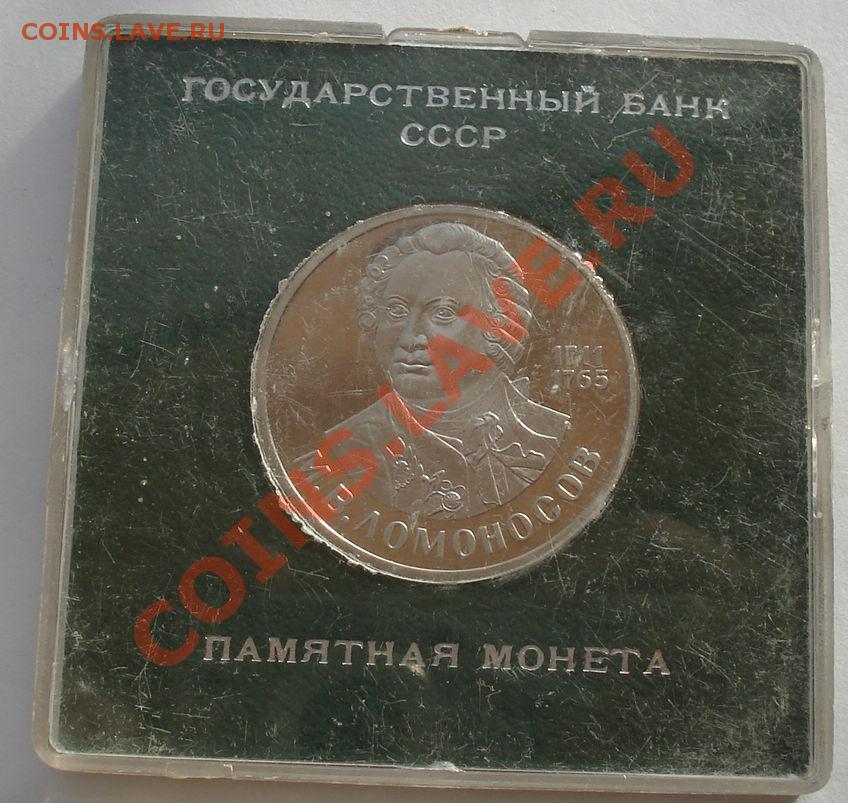 COINS.LAVE.RU
ГОСУДАРСТВЕННЫЙ БАНК
СССР
1711
1765
М.В.ЛОМОНОСОВ
ПАМЯТНАЯ МОНЕТА
COINS.LAVE.RU